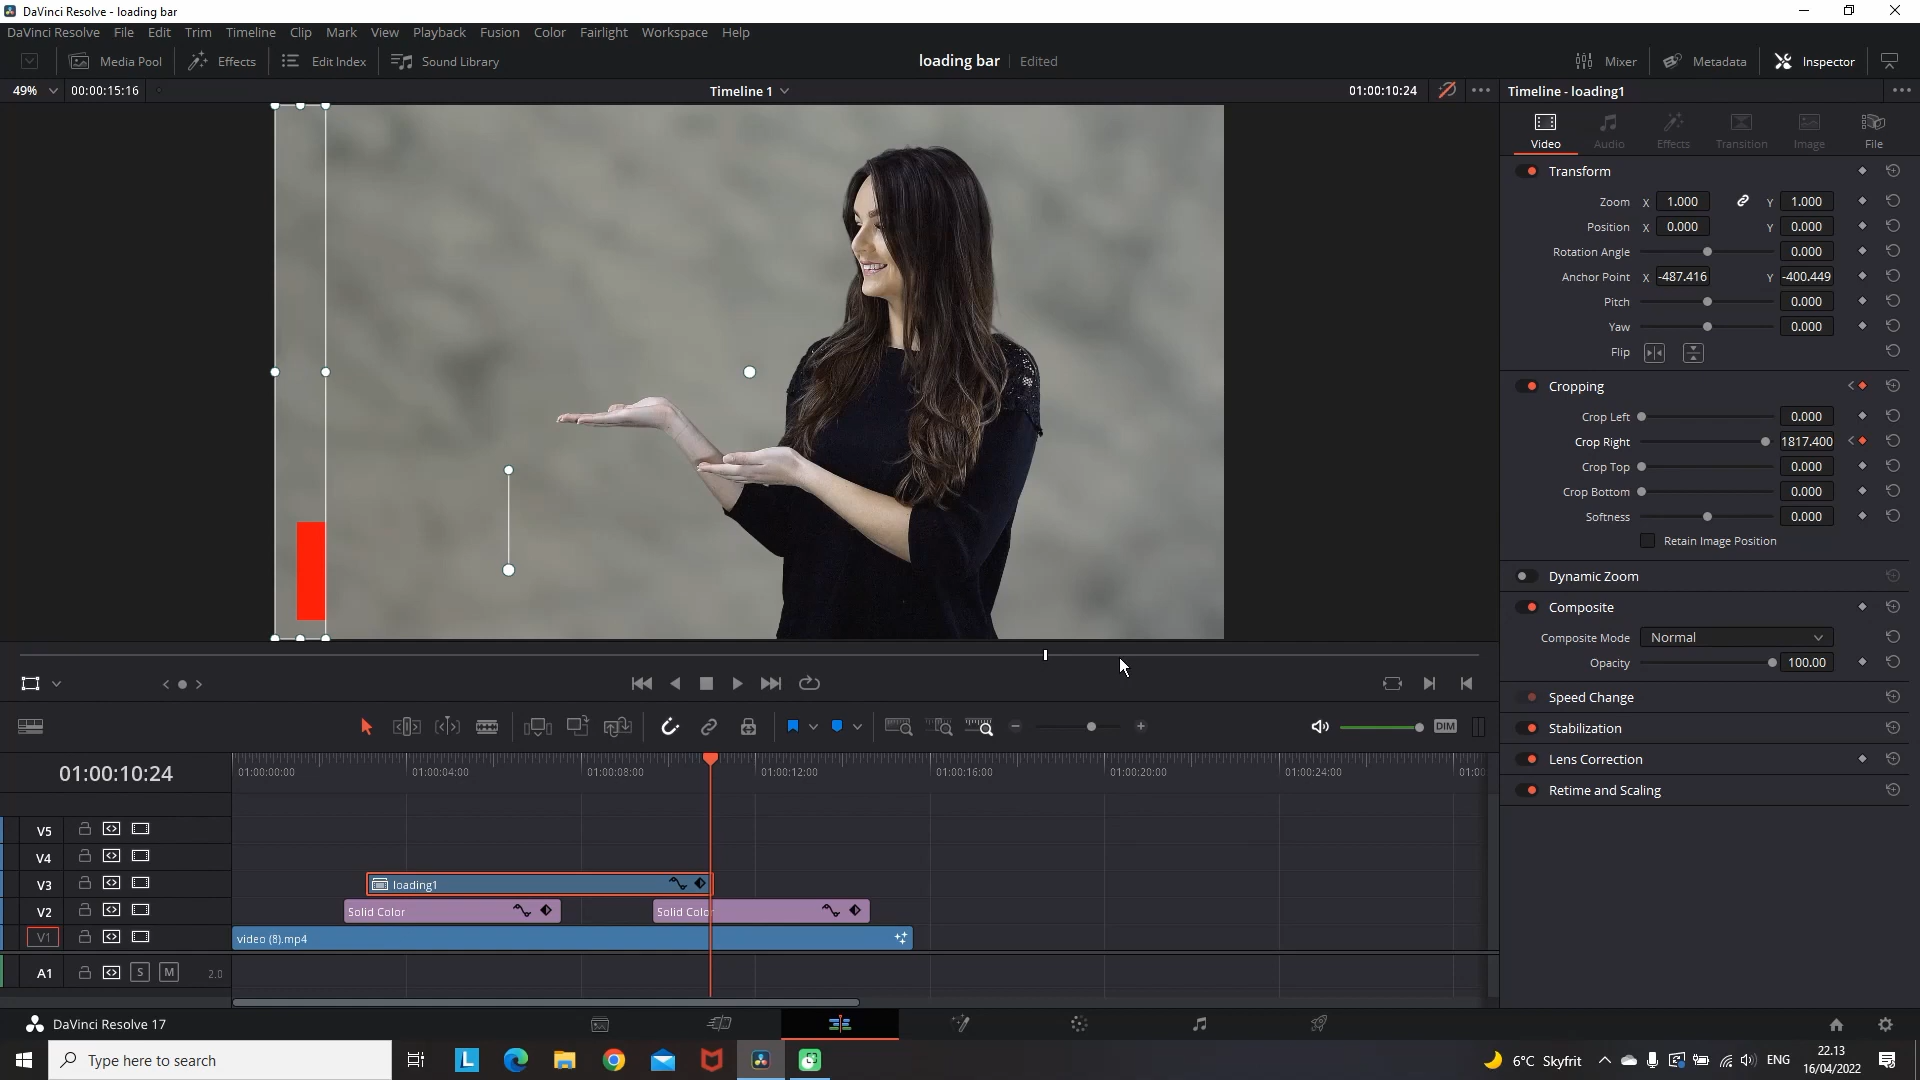 DaVinci Resolve - loading bar
DaVinci Resolve File Edit Trim Timeline Clip Mark View Playback Fusion Color Fairlight Workspace Help
Media Pool Effects Edit Index Sound Library loading bar Edited Mixer Metadata Inspector
49% 00:00:15:16 Timeline 1 01:00:10:24 Timeline - loading1
Video Audio Effects Transition Image File
Transform
Zoom X 1.000 Y 1.000
Position X 0.000 Y 0.000
Rotation Angle 0.000
Anchor Point X -487.416 Y -400.449
Pitch 0.000
Yaw 0.000
Flip
Cropping
Crop Left 0.000
Crop Right 1817.400
Crop Top 0.000
Crop Bottom 0.000
Softness 0.000
Retain Image Position
Dynamic Zoom
Composite
Composite Mode Normal
Opacity 100.00
Speed Change
Stabilization
Lens Correction
Retime and Scaling
DIM
01:00:10:24
01:00:00:00 01:00:04:00 01:00:08:00 01:00:12:00 01:00:16:00 01:00:20:00 01:00:24:00 01:00
V5
V4
V3 loading1
V2 Solid Color Solid Color
V1 video (8).mp4
A1 S M 2.0
DaVinci Resolve 17
Type here to search L 6°C Skyfrit ENG 22.13
16/04/2022